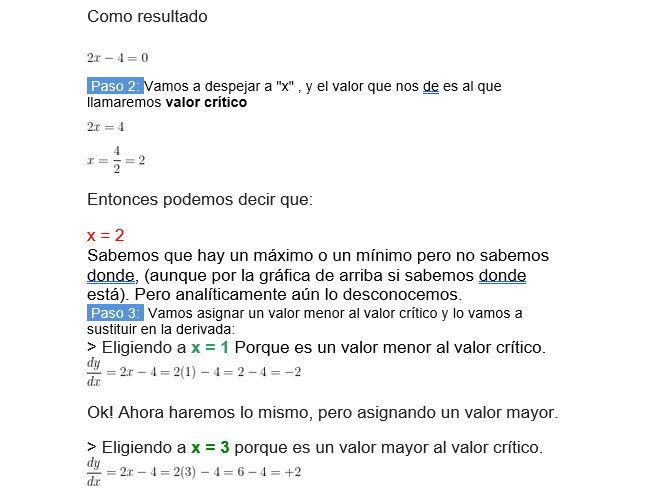 Como resultado
2x − 4 = 0
Paso 2: Vamos a despejar a "x" , y el valor que nos de es al que
llamaremos valor crítico
2x = 4
x = 4/2 = 2
Entonces podemos decir que:
x = 2
Sabemos que hay un máximo o un mínimo pero no sabemos
donde, (aunque por la gráfica de arriba si sabemos donde
está). Pero analíticamente aún lo desconocemos.
Paso 3: Vamos asignar un valor menor al valor crítico y lo vamos a
sustituir en la derivada:
> Eligiendo a x = 1 Porque es un valor menor al valor crítico.
dy/dx = 2x − 4 = 2(1) − 4 = 2 − 4 = −2
Ok! Ahora haremos lo mismo, pero asignando un valor mayor.
> Eligiendo a x = 3 porque es un valor mayor al valor crítico.
dy/dx = 2x − 4 = 2(3) − 4 = 6 − 4 = +2